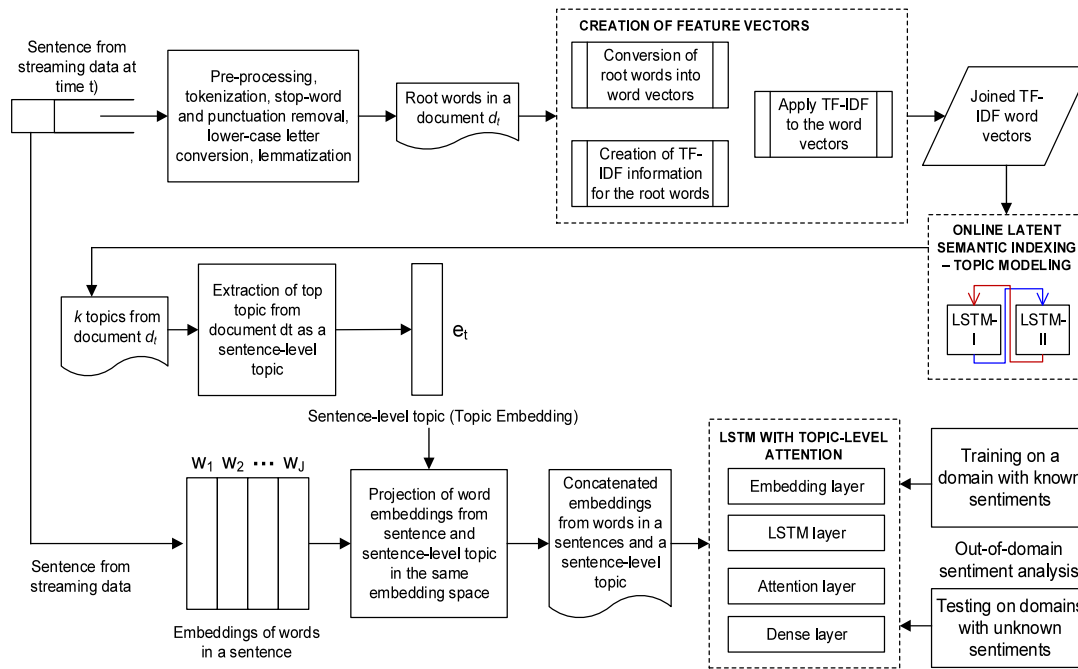 Sentence from
streaming data at
time t)
Pre-processing,
tokenization, stop-word
and punctuation removal,
lower-case letter
conversion, lemmatization
Root words in a
document dt
CREATION OF FEATURE VECTORS
Conversion of
root words into
word vectors
Creation of TF-
IDF information
for the root words
Apply TF-IDF
to the word
vectors
Joined TF-
IDF word
vectors
ONLINE LATENT
SEMANTIC INDEXING
– TOPIC MODELING
LSTM-
I
LSTM-
II
k topics from
document dt
Extraction of top
topic from
document dt as a
sentence-level
topic
et
Sentence-level topic (Topic Embedding)
w1 w2 ••• wJ
Sentence from
streaming data
Embeddings of words
in a sentence
Projection of word
embeddings from
sentence and
sentence-level topic
in the same
embedding space
Concatenated
embeddings
from words in a
sentences and a
sentence-level
topic
LSTM WITH TOPIC-LEVEL
ATTENTION
Embedding layer
LSTM layer
Attention layer
Dense layer
Training on a
domain with known
sentiments
Out-of-domain
sentiment analysis
Testing on domains
with unknown
sentiments